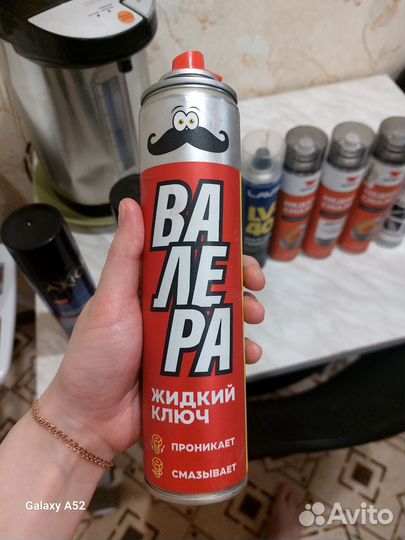 ВА
ЛЕ
РА
ЖИДКИЙ
КЛЮЧ
ПРОНИКАЕТ
СМАЗЫВАЕТ
LV
40
Galaxy A52
Avito